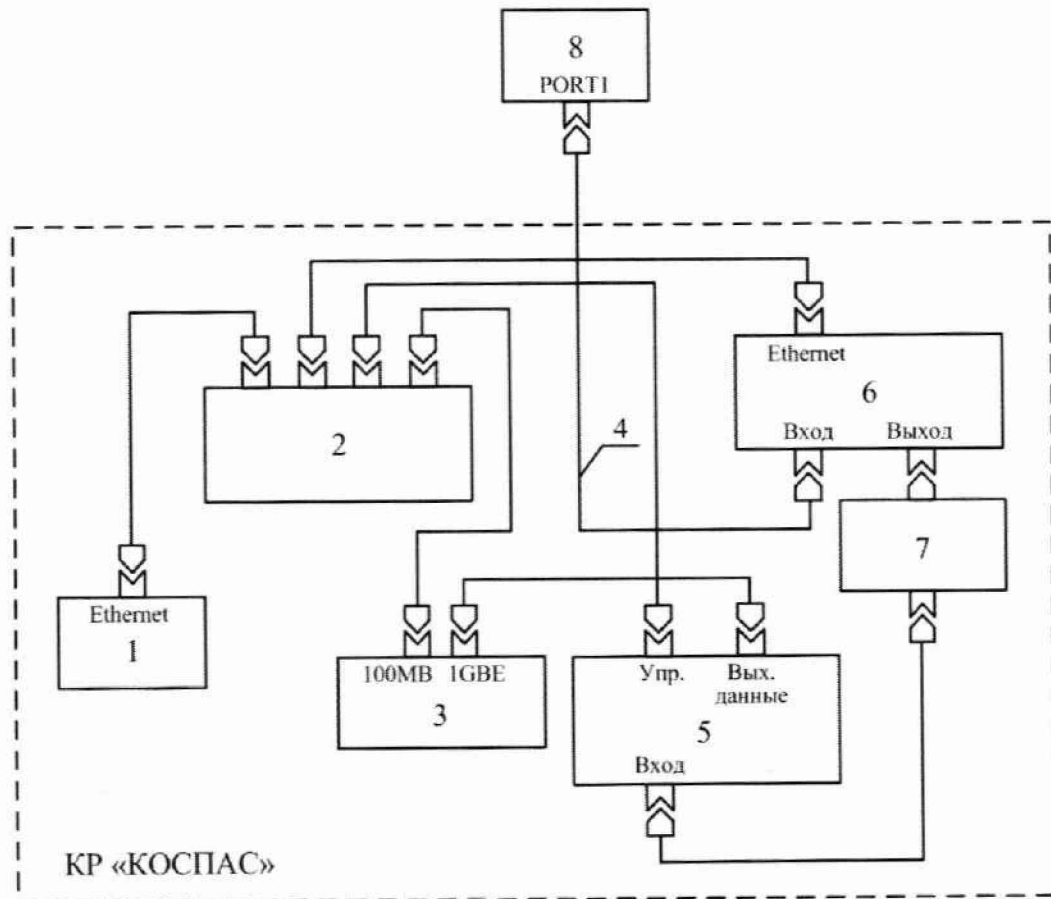 8
PORT1
Ethernet
6
Вход Выход
2
4
7
Ethernet
1
100MB 1GBE
3
Упр. Вых.
данные
5
Вход
КР «КОСПАС»